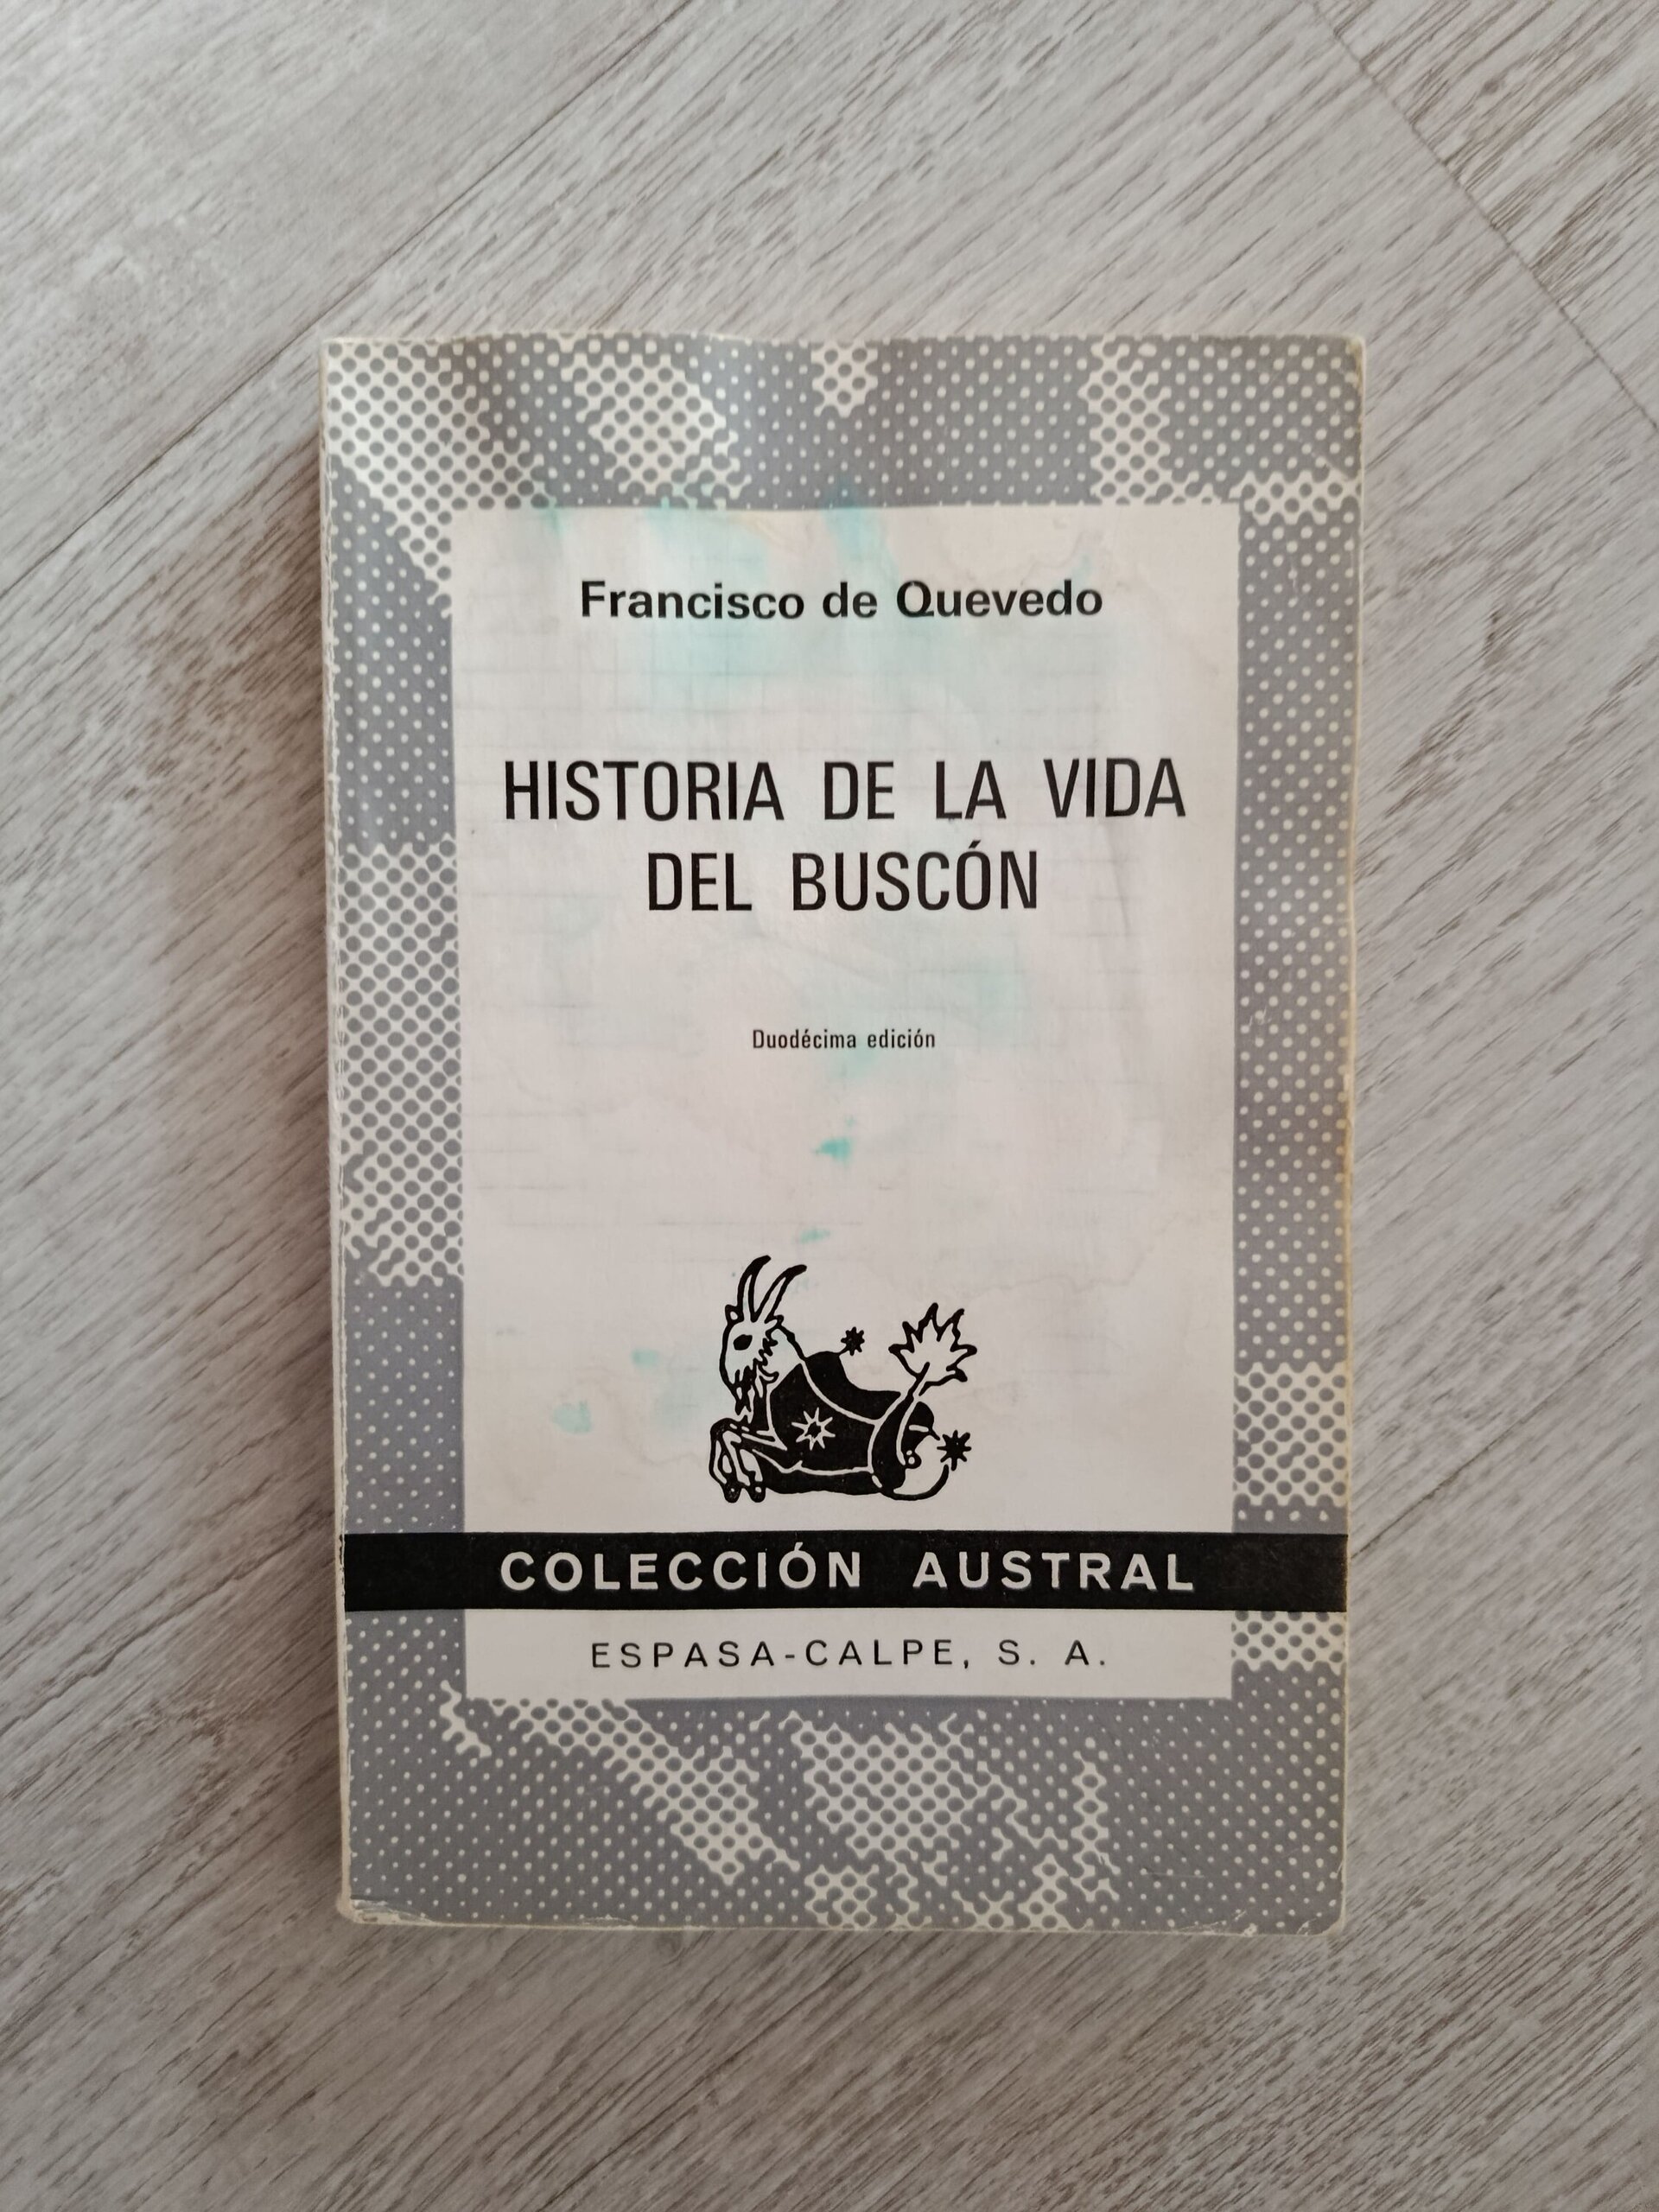 Francisco de Quevedo
HISTORIA DE LA VIDA
DEL BUSCÓN
Duodécima edición
COLECCIÓN AUSTRAL
ESPASA-CALPE, S. A.